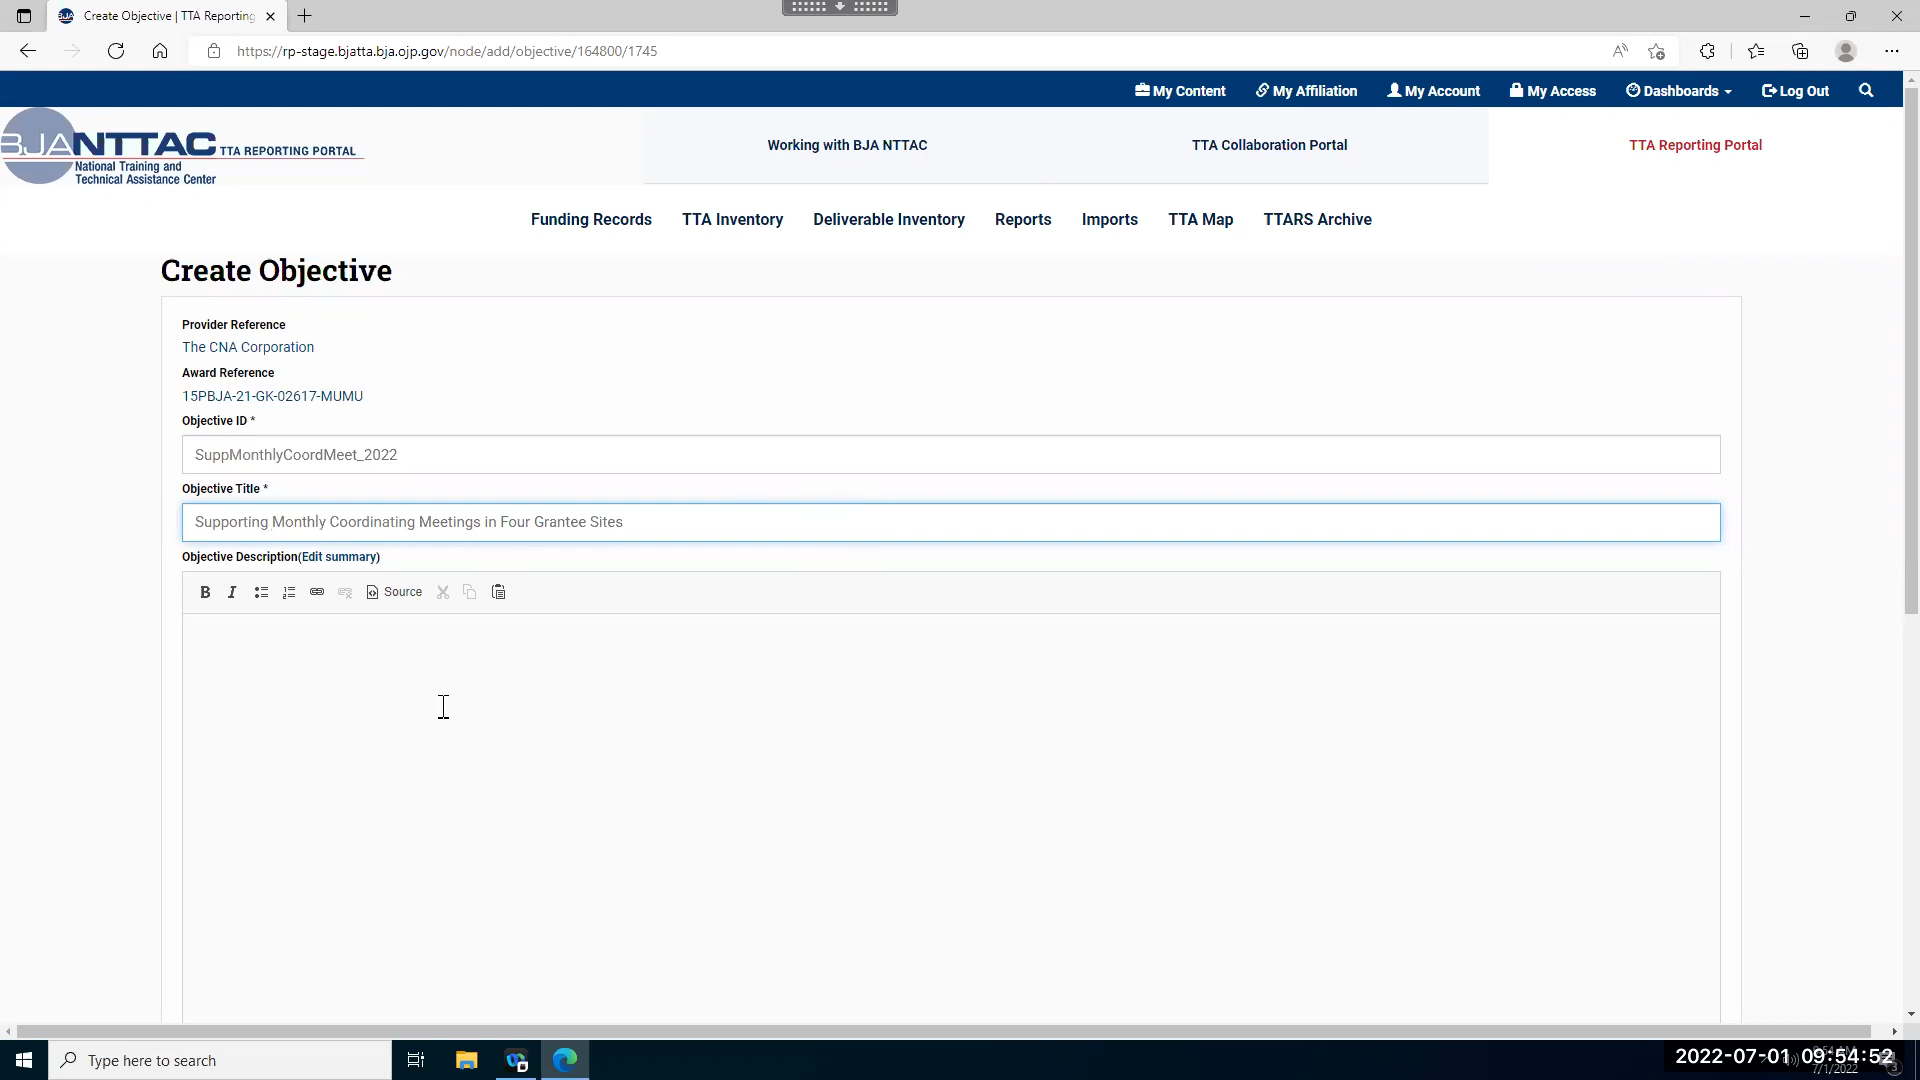 Create Objective | TTA Reporting
https://rp-stage.bjatta.bja.ojp.gov/node/add/objective/164800/1745
My Content My Affiliation My Account My Access Dashboards Log Out
BJANTTAC TTA REPORTING PORTAL
National Training and
Technical Assistance Center
Working with BJA NTTAC TTA Collaboration Portal TTA Reporting Portal
Funding Records TTA Inventory Deliverable Inventory Reports Imports TTA Map TTARS Archive
Create Objective
Provider Reference
The CNA Corporation
Award Reference
15PBJA-21-GK-02617-MUMU
Objective ID *
SuppMonthlyCoordMeet_2022
Objective Title *
Supporting Monthly Coordinating Meetings in Four Grantee Sites
Objective Description(Edit summary)
B I Source
Type here to search
2022-07-01 09:54:52
7/1/2022
3